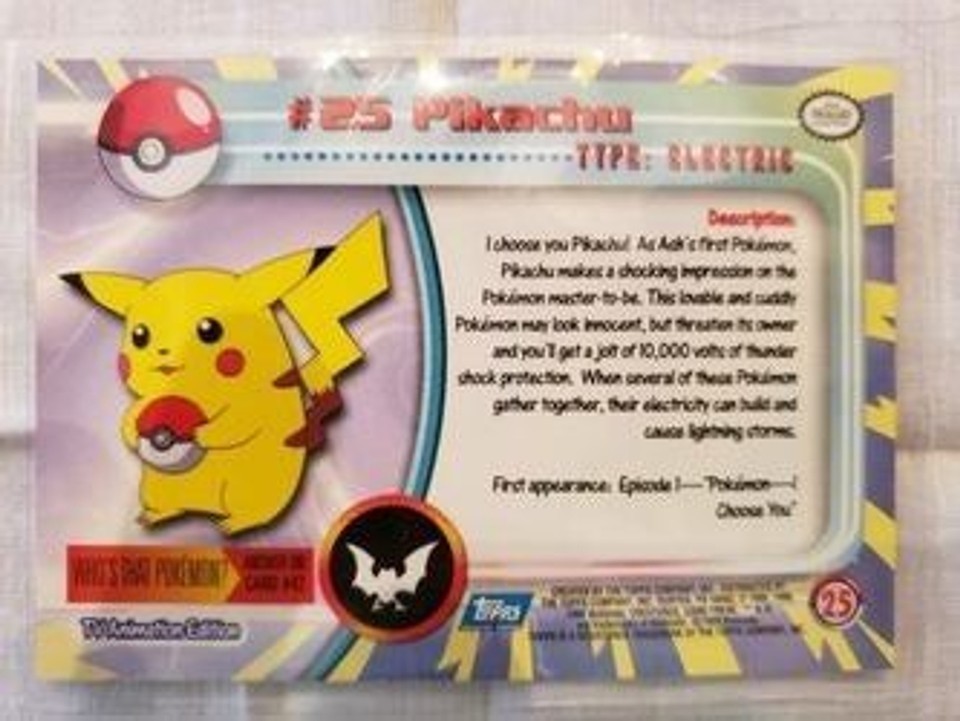 #25 Pikachu
TYPE: ELECTRIC
Description:
I choose you Pikachu! As Ash's first Pokémon,
Pikachu makes a shocking impression on the
Pokémon master-to-be. This lovable and cuddly
Pokémon may look innocent, but threaten its owner
and you'll get a jolt of 10,000 volts of thunder
shock protection. When several of these Pokémon
gather together, their electricity can build and
cause lightning storms.
First appearance: Episode 1—"Pokémon—I
Choose You"
WHO'S THAT POKÉMON?
ANSWER ON
CARD #42
TV Animation Edition
TOPPS
25